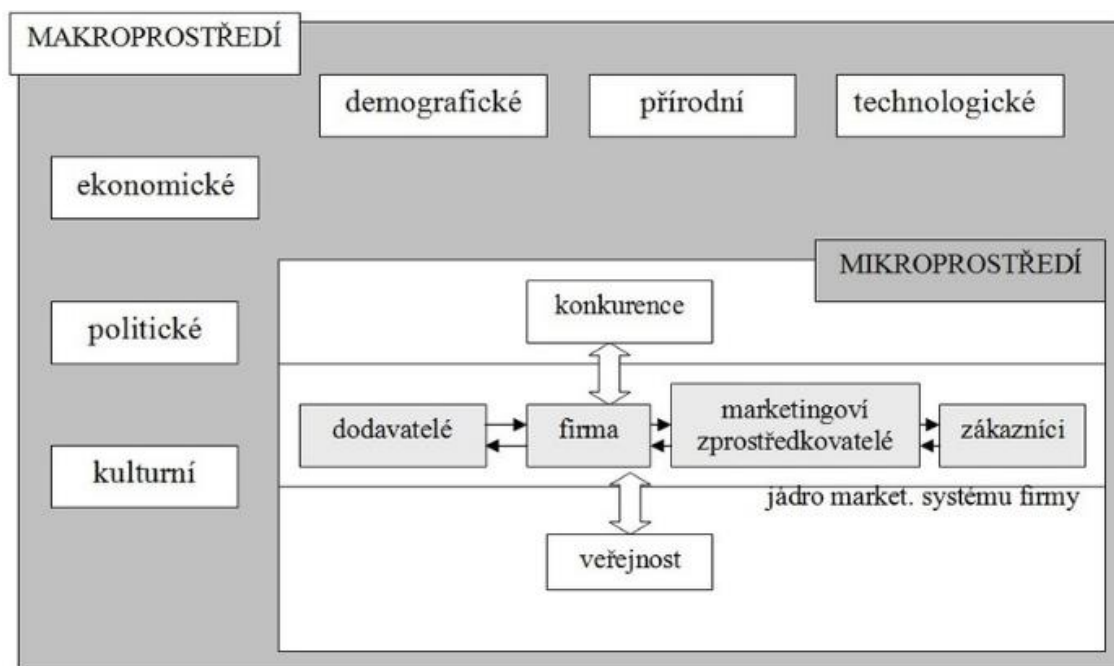 MAKROPROSTŘEDÍ
demografické
přírodní
technologické
ekonomické
MIKROPROSTŘEDÍ
konkurence
politické
dodavatelé
firma
marketingoví
zprostředkovatelé
zákazníci
kulturní
jádro market. systému firmy
veřejnost